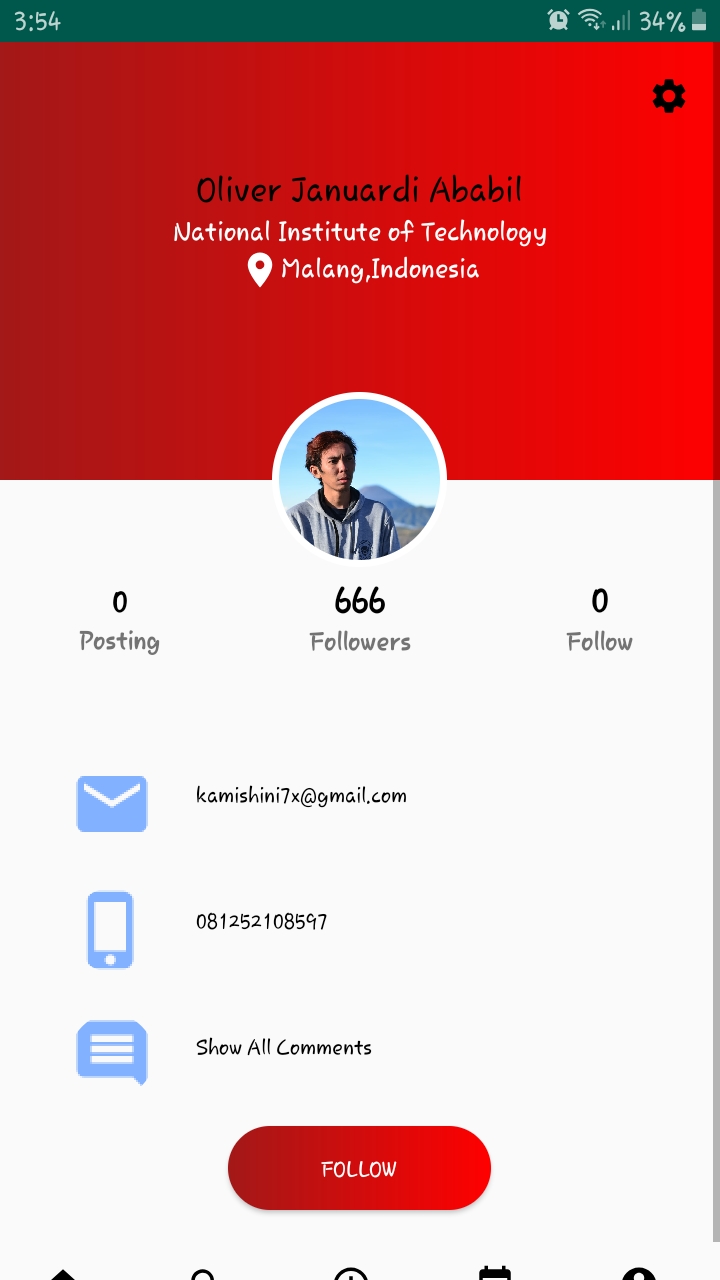 3:54 34%
Oliver Januardi Ababil
National Institute of Technology
Malang,Indonesia
0 666 0
Posting Followers Follow
kamishini7x@gmail.com
081252108597
Show All Comments
FOLLOW